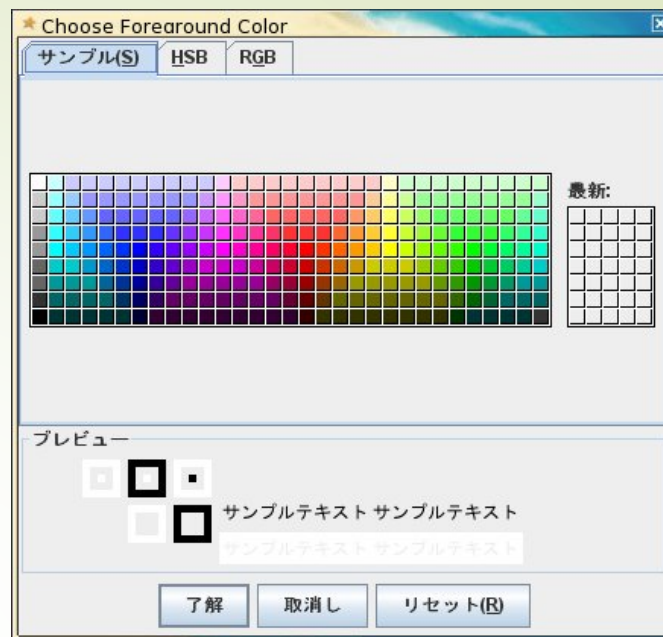 Choose Foreground Color
サンプル(S) HSB RGB
最新:
プレビュー
サンプルテキスト サンプルテキスト
サンプルテキスト サンプルテキスト
了解 取消し リセット(R)